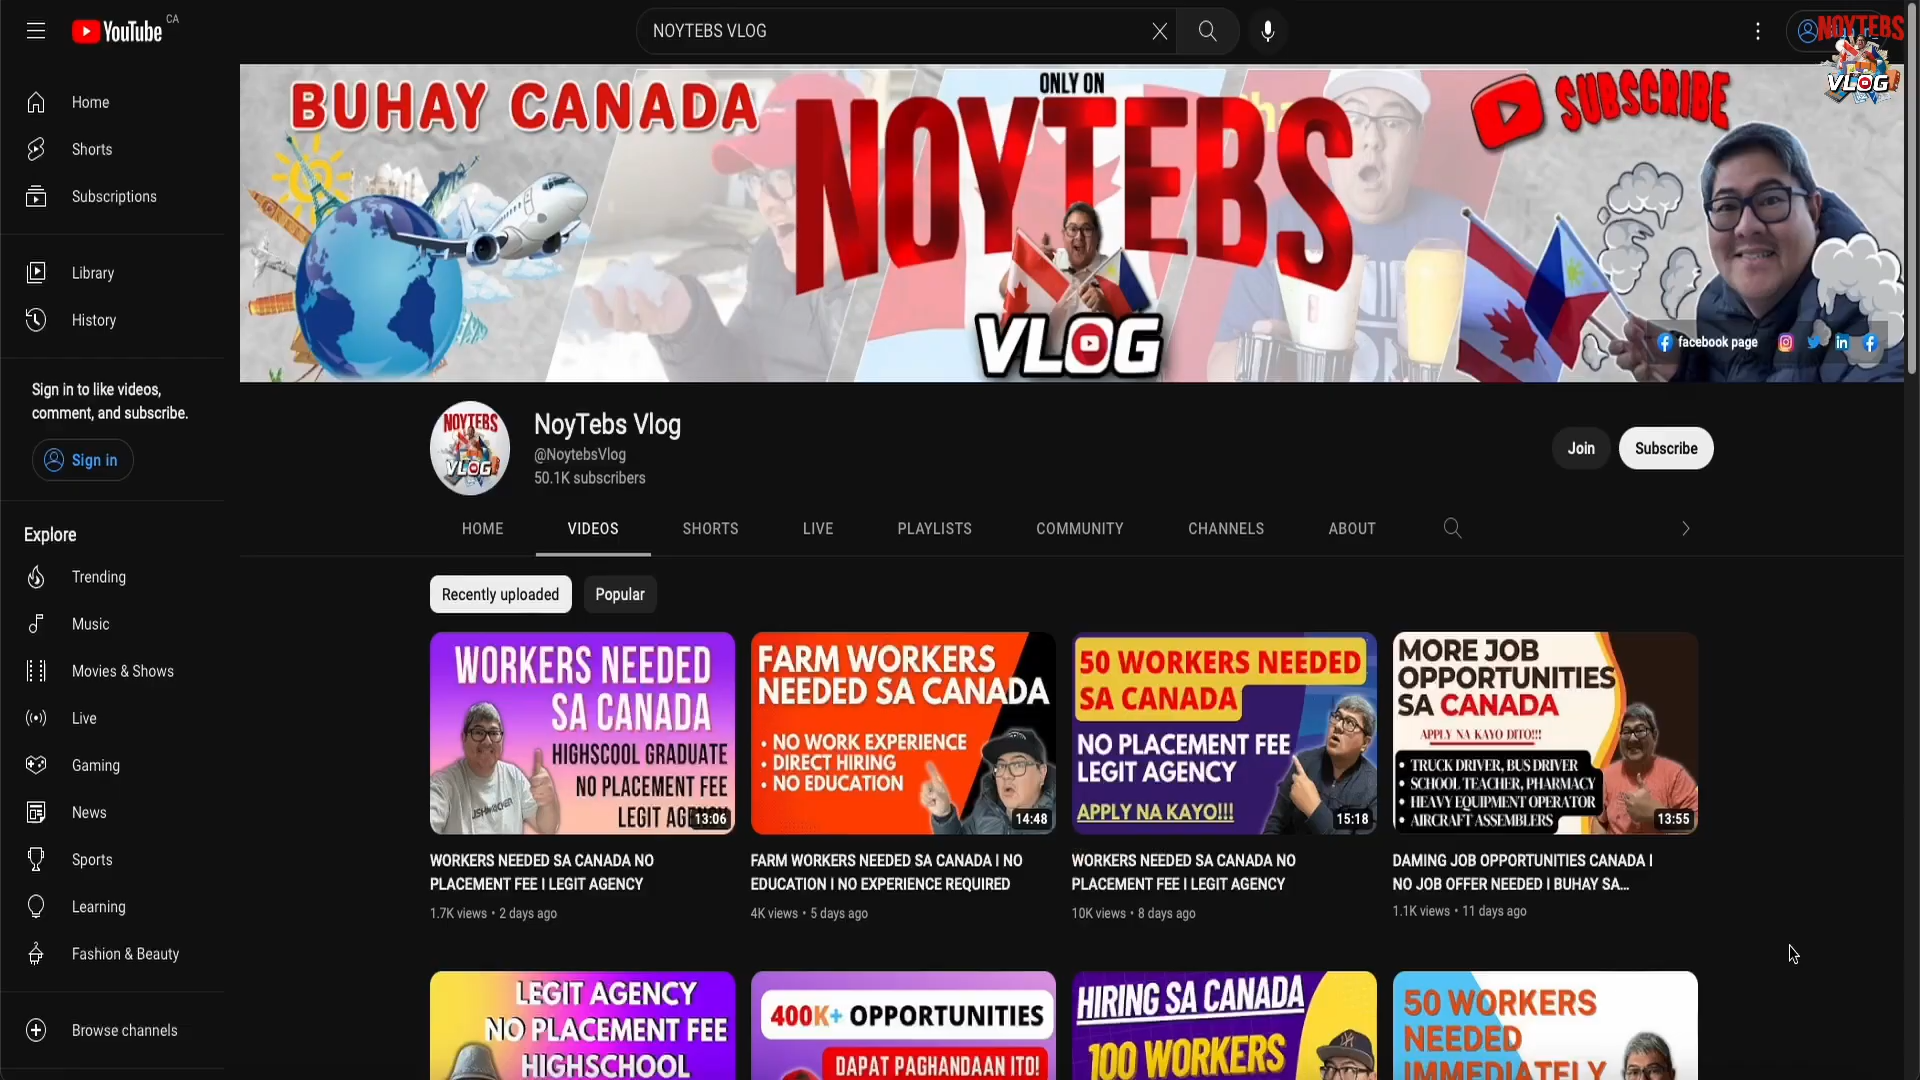 YouTube
CA
NOYTEBS VLOG
NOYTEBS
VLOG
Home
Shorts
Subscriptions
Library
History
Sign in to like videos,
comment, and subscribe.
Sign in
Explore
Trending
Music
Movies & Shows
Live
Gaming
News
Sports
Learning
Fashion & Beauty
Browse channels
BUHAY CANADA
ONLY ON
NOYTEBS
VLOG
SUBSCRIBE
facebook page
NOYTEBS
VLOG
NoyTebs Vlog
@NoytebsVlog
50.1K subscribers
Join
Subscribe
HOME
VIDEOS
SHORTS
LIVE
PLAYLISTS
COMMUNITY
CHANNELS
ABOUT
Recently uploaded
Popular
WORKERS NEEDED
SA CANADA
HIGHSCOOL GRADUATE
NO PLACEMENT FEE
LEGIT
13:06
WORKERS NEEDED SA CANADA NO
PLACEMENT FEE I LEGIT AGENCY
1.7K views • 2 days ago
FARM WORKERS
NEEDED SA CANADA
• NO WORK EXPERIENCE
• DIRECT HIRING
• NO EDUCATION
14:48
FARM WORKERS NEEDED SA CANADA I NO
EDUCATION I NO EXPERIENCE REQUIRED
4K views • 5 days ago
50 WORKERS NEEDED
SA CANADA
NO PLACEMENT FEE
LEGIT AGENCY
APPLY NA KAYO!!!
15:18
WORKERS NEEDED SA CANADA NO
PLACEMENT FEE I LEGIT AGENCY
10K views • 8 days ago
MORE JOB
OPPORTUNITIES
SA CANADA
APPLY NA KAYO DITO!!!
• TRUCK DRIVER, BUS DRIVER
• SCHOOL TEACHER, PHARMACY
• HEAVY EQUIPMENT OPERATOR
• AIRCRAFT ASSEMBLERS
13:55
DAMING JOB OPPORTUNITIES CANADA I
NO JOB OFFER NEEDED I BUHAY SA...
1.1K views • 11 days ago
LEGIT AGENCY
NO PLACEMENT FEE
HIGHSCHOOL
400K+ OPPORTUNITIES
DAPAT PAGHANDAAN ITO!
HIRING SA CANADA
100 WORKERS
50 WORKERS
NEEDED
IMMEDIATELY